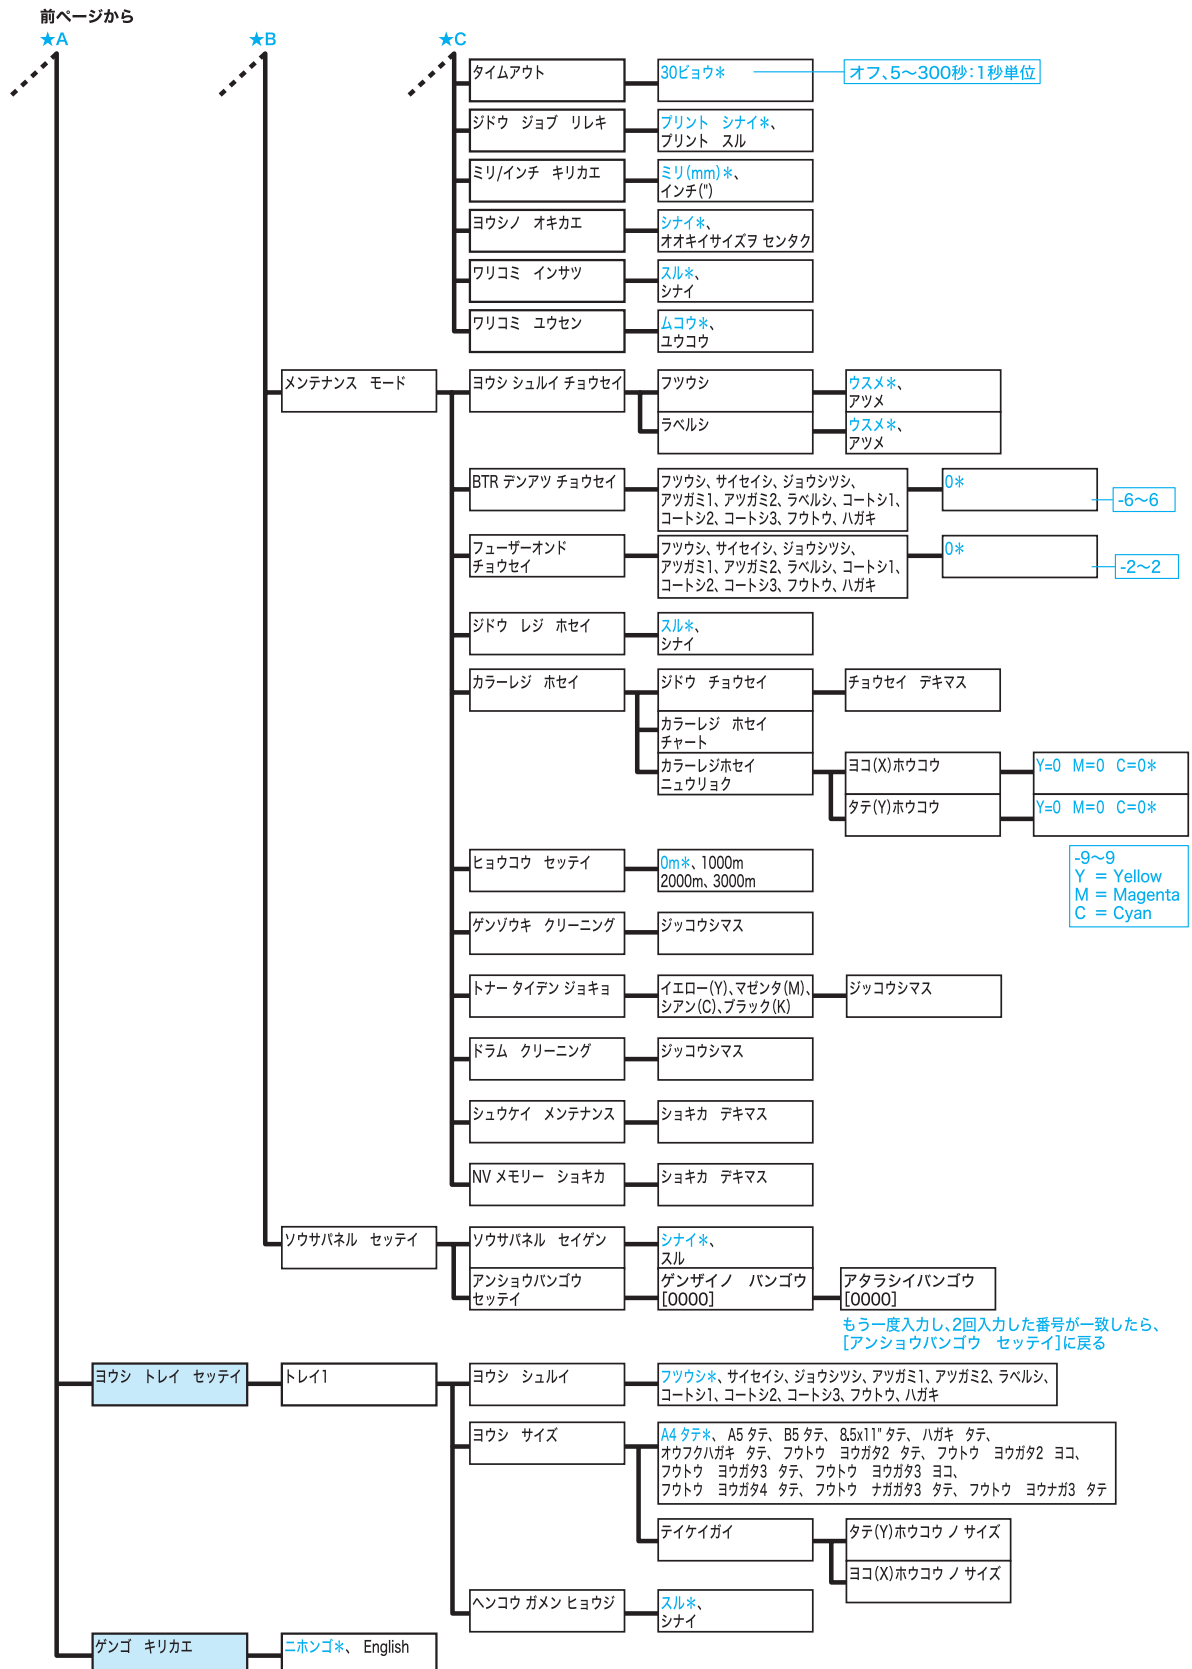 前ページから
★A ★B ★C
タイムアウト
30ビョウ*
オフ、5〜300秒：1秒単位
ジドウ　ジョブ　リレキ
プリント　シナイ*、
プリント　スル
ミリ/インチ　キリカエ
ミリ(mm)*、
インチ(")
ヨウシノ　オキカエ
シナイ*、
オオキイサイズヲ センタク
ワリコミ　インサツ
スル*、
シナイ
ワリコミ　ユウセン
ムコウ*、
ユウコウ
メンテナンス　モード
ヨウシ シュルイ チョウセイ
フツウシ
ウスメ*、
アツメ
ラベルシ
ウスメ*、
アツメ
BTR デンアツ チョウセイ
フツウシ、サイセイシ、ジョウシツシ、
アツガミ1、アツガミ2、ラベルシ、コートシ1、
コートシ2、コートシ3、フウトウ、ハガキ
0*
-6〜6
フューザーオンド
チョウセイ
フツウシ、サイセイシ、ジョウシツシ、
アツガミ1、アツガミ2、ラベルシ、コートシ1、
コートシ2、コートシ3、フウトウ、ハガキ
0*
-2〜2
ジドウ　レジ　ホセイ
スル*、
シナイ
カラーレジ　ホセイ
ジドウ　チョウセイ
チョウセイ　デキマス
カラーレジ　ホセイ
チャート
カラーレジホセイ
ニュウリョク
ヨコ(X)ホウコウ
Y=0 M=0 C=0*
タテ(Y)ホウコウ
Y=0 M=0 C=0*
-9〜9
Y = Yellow
M = Magenta
C = Cyan
ヒョウコウ　セッテイ
0m*、1000m
2000m、3000m
ゲンゾウキ　クリーニング
ジッコウシマス
トナー タイデン ジョキョ
イエロー(Y)、マゼンタ(M)、
シアン(C)、ブラック(K)
ジッコウシマス
ドラム　クリーニング
ジッコウシマス
シュウケイ　メンテナンス
ショキカ　デキマス
NV メモリー　ショキカ
ショキカ　デキマス
ソウサパネル　セッテイ
ソウサパネル　セイゲン
シナイ*、
スル
アンショウバンゴウ
セッテイ
ゲンザイノ　バンゴウ
[0000]
アタラシイバンゴウ
[0000]
もう一度入力し、2回入力した番号が一致したら、
[アンショウバンゴウ　セッテイ]に戻る
ヨウシ　トレイ　セッテイ
トレイ1
ヨウシ　シュルイ
フツウシ*、サイセイシ、ジョウシツシ、アツガミ1、アツガミ2、ラベルシ、
コートシ1、コートシ2、コートシ3、フウトウ、ハガキ
ヨウシ　サイズ
A4 タテ*、 A5 タテ、 B5 タテ、 8.5x11" タテ、 ハガキ　タテ、
オウフクハガキ　タテ、 フウトウ　ヨウガタ2　タテ、 フウトウ　ヨウガタ2　ヨコ、
フウトウ　ヨウガタ3　タテ、 フウトウ　ヨウガタ3　ヨコ、
フウトウ　ヨウガタ4　タテ、 フウトウ　ナガガタ3　タテ、 フウトウ　ヨウナガ3　タテ
テイケイガイ
タテ(Y)ホウコウ ノ サイズ
ヨコ(X)ホウコウ ノ サイズ
ヘンコウ ガメン ヒョウジ
スル*、
シナイ
ゲンゴ　キリカエ
ニホンゴ*、 English